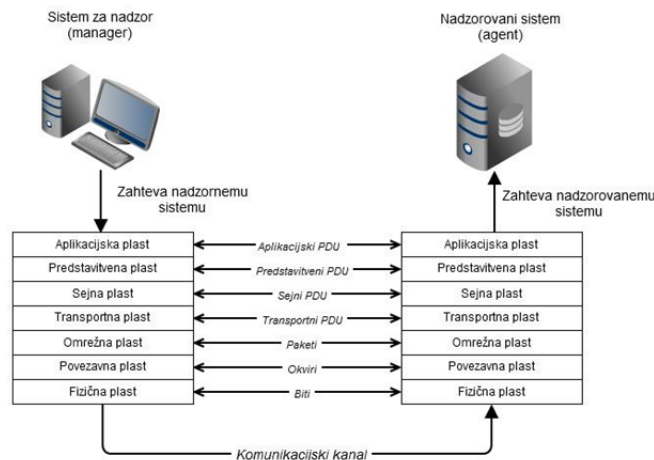 Sistem za nadzor
(manager)
Nadzorovani sistem
(agent)
Zahteva nadzornemu
sistemu
Zahteva nadzorovanemu
sistemu
Aplikacijska plast
Aplikacijski PDU
Aplikacijska plast
Predstavitvena plast
Predstavitveni PDU
Predstavitvena plast
Sejna plast
Sejni PDU
Sejna plast
Transportna plast
Transportni PDU
Transportna plast
Omrežna plast
Paketi
Omrežna plast
Povezavna plast
Okviri
Povezavna plast
Fizična plast
Biti
Fizična plast
Komunikacijski kanal